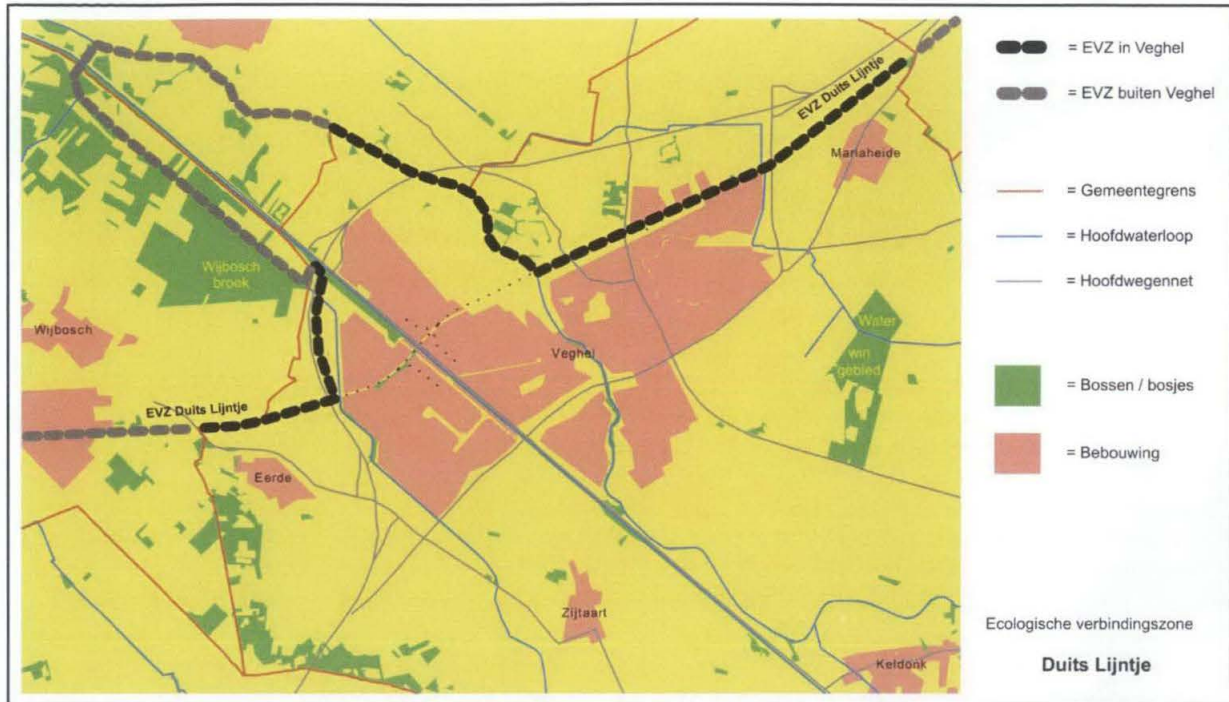 EVZ Duits Lijntje
Mariaheide
Wijbosch
broek
Wijbosch
Water
win
gebied
Veghel
EVZ Duits Lijntje
Eerde
Zijtaart
Keldonk
= EVZ in Veghel
= EVZ buiten Veghel
= Gemeentegrens
= Hoofdwaterloop
= Hoofdwegennet
= Bossen / bosjes
= Bebouwing
Ecologische verbindingszone
Duits Lijntje